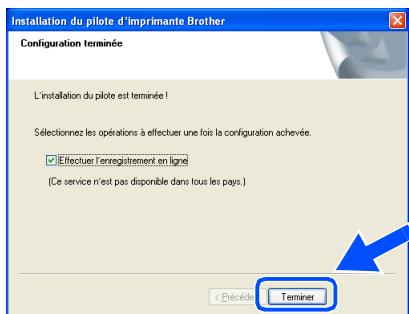 Installation du pilote d'imprimante Brother
Configuration terminée
L'installation du pilote est terminée !
Sélectionnez les opérations à effectuer une fois la configuration achevée.
Effectuer l'enregistrement en ligne
(Ce service n'est pas disponible dans tous les pays.)
< Précéde
Terminer